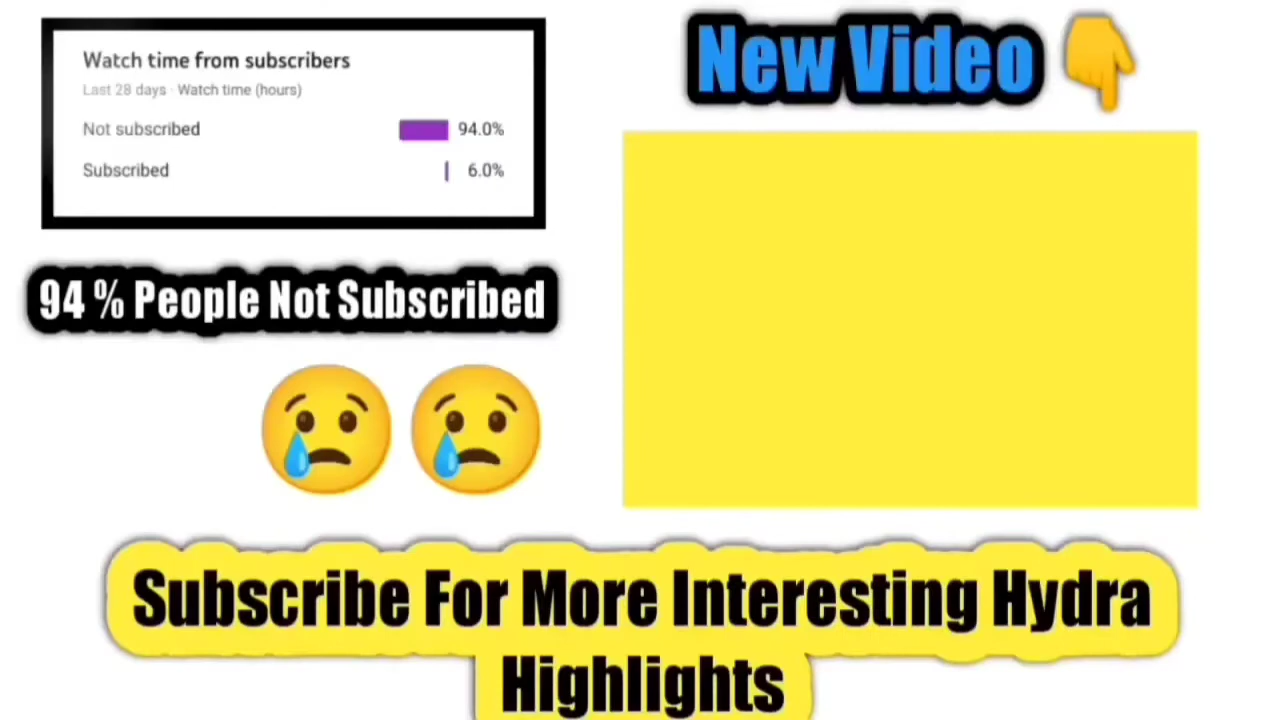 Watch time from subscribers
Last 28 days · Watch time (hours)
Not subscribed 94.0%
Subscribed 6.0%
94 % People Not Subscribed
New Video
Subscribe For More Interesting Hydra
Highlights